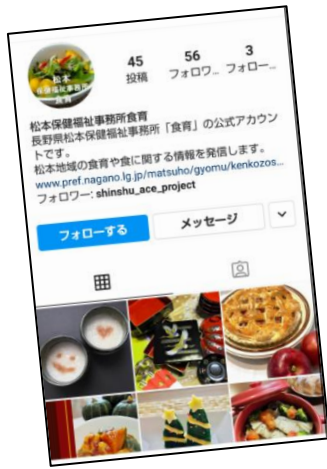 松本
保健福祉事務所
食育
45 56 3
投稿 フォロワ... フォロー...
松本保健福祉事務所食育
長野県松本保健福祉事務所「食育」の公式アカウン
トです。
松本地域の食育や食に関する情報を発信します。
www.pref.nagano.lg.jp/matsuho/gyomu/kenkozos...
フォロワー: shinshu_ace_project
フォローする メッセージ